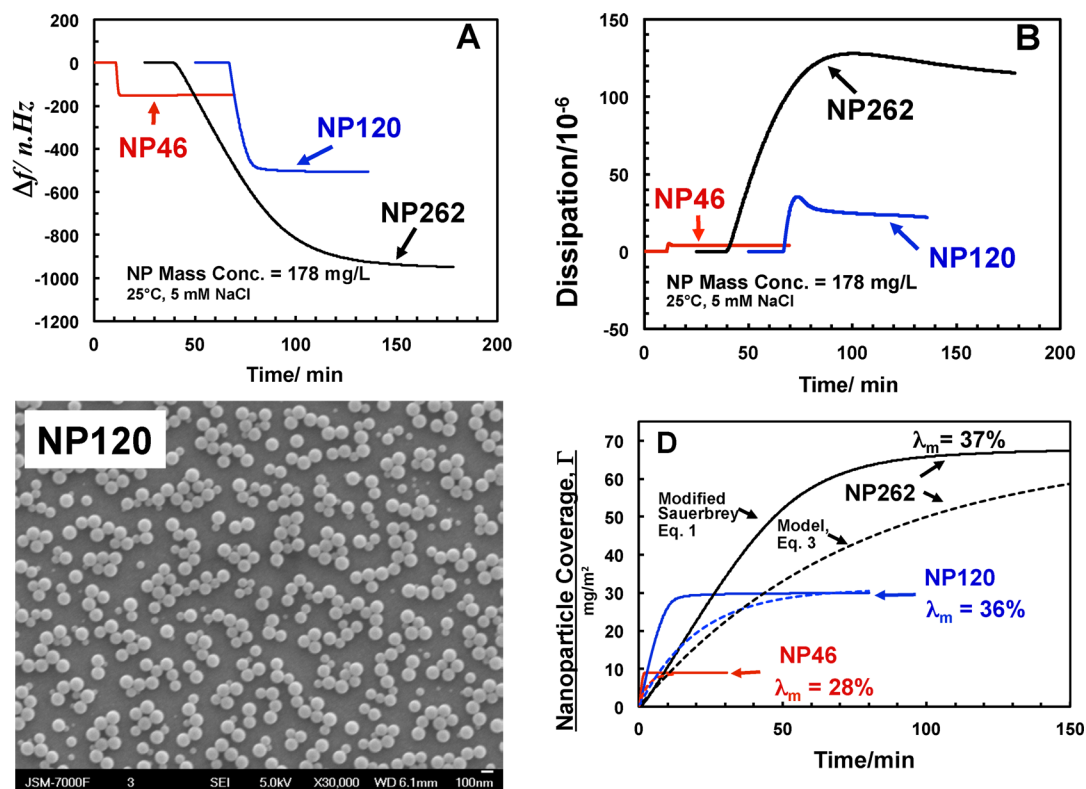 A
0
-200
-400
-600
-800
-1000
-1200
Δf/ n.Hz
NP46
NP120
NP262
NP Mass Conc. = 178 mg/L
25°C, 5 mM NaCl
0 50 100 150 200
Time/ min
B
150
100
50
0
-50
Dissipation/10-6
NP262
NP46
NP120
NP Mass Conc. = 178 mg/L
25°C, 5 mM NaCl
0 50 100 150 200
Time/ min
NP120
JSM-7000F 3 SEI 5.0kV X30,000 WD 6.1mm 100nm
D
70
60
50
40
30
20
10
0
Nanoparticle Coverage, Γ
mg/m²
λm= 37%
NP262
Modified
Sauerbrey
Eq. 1
Model,
Eq. 3
NP120
λm = 36%
NP46
λm = 28%
0 50 100 150
Time/min